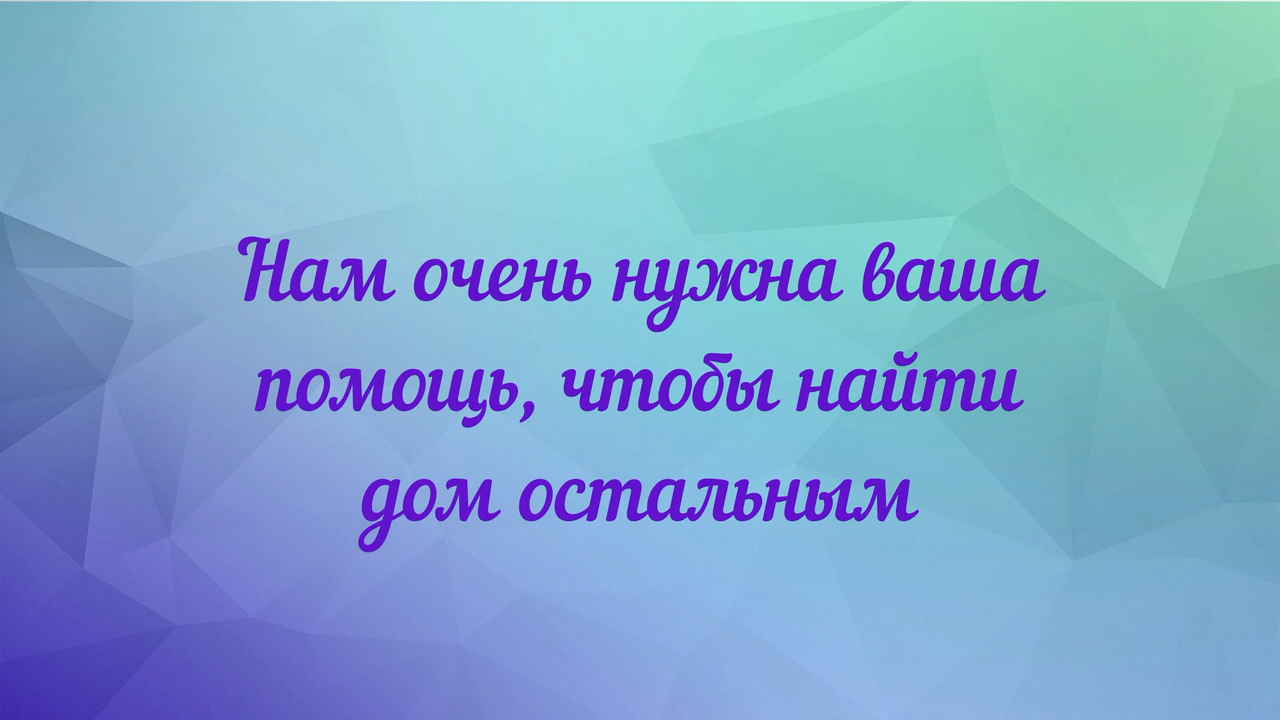 Нам очень нужна ваша
помощь, чтобы найти
дом остальным